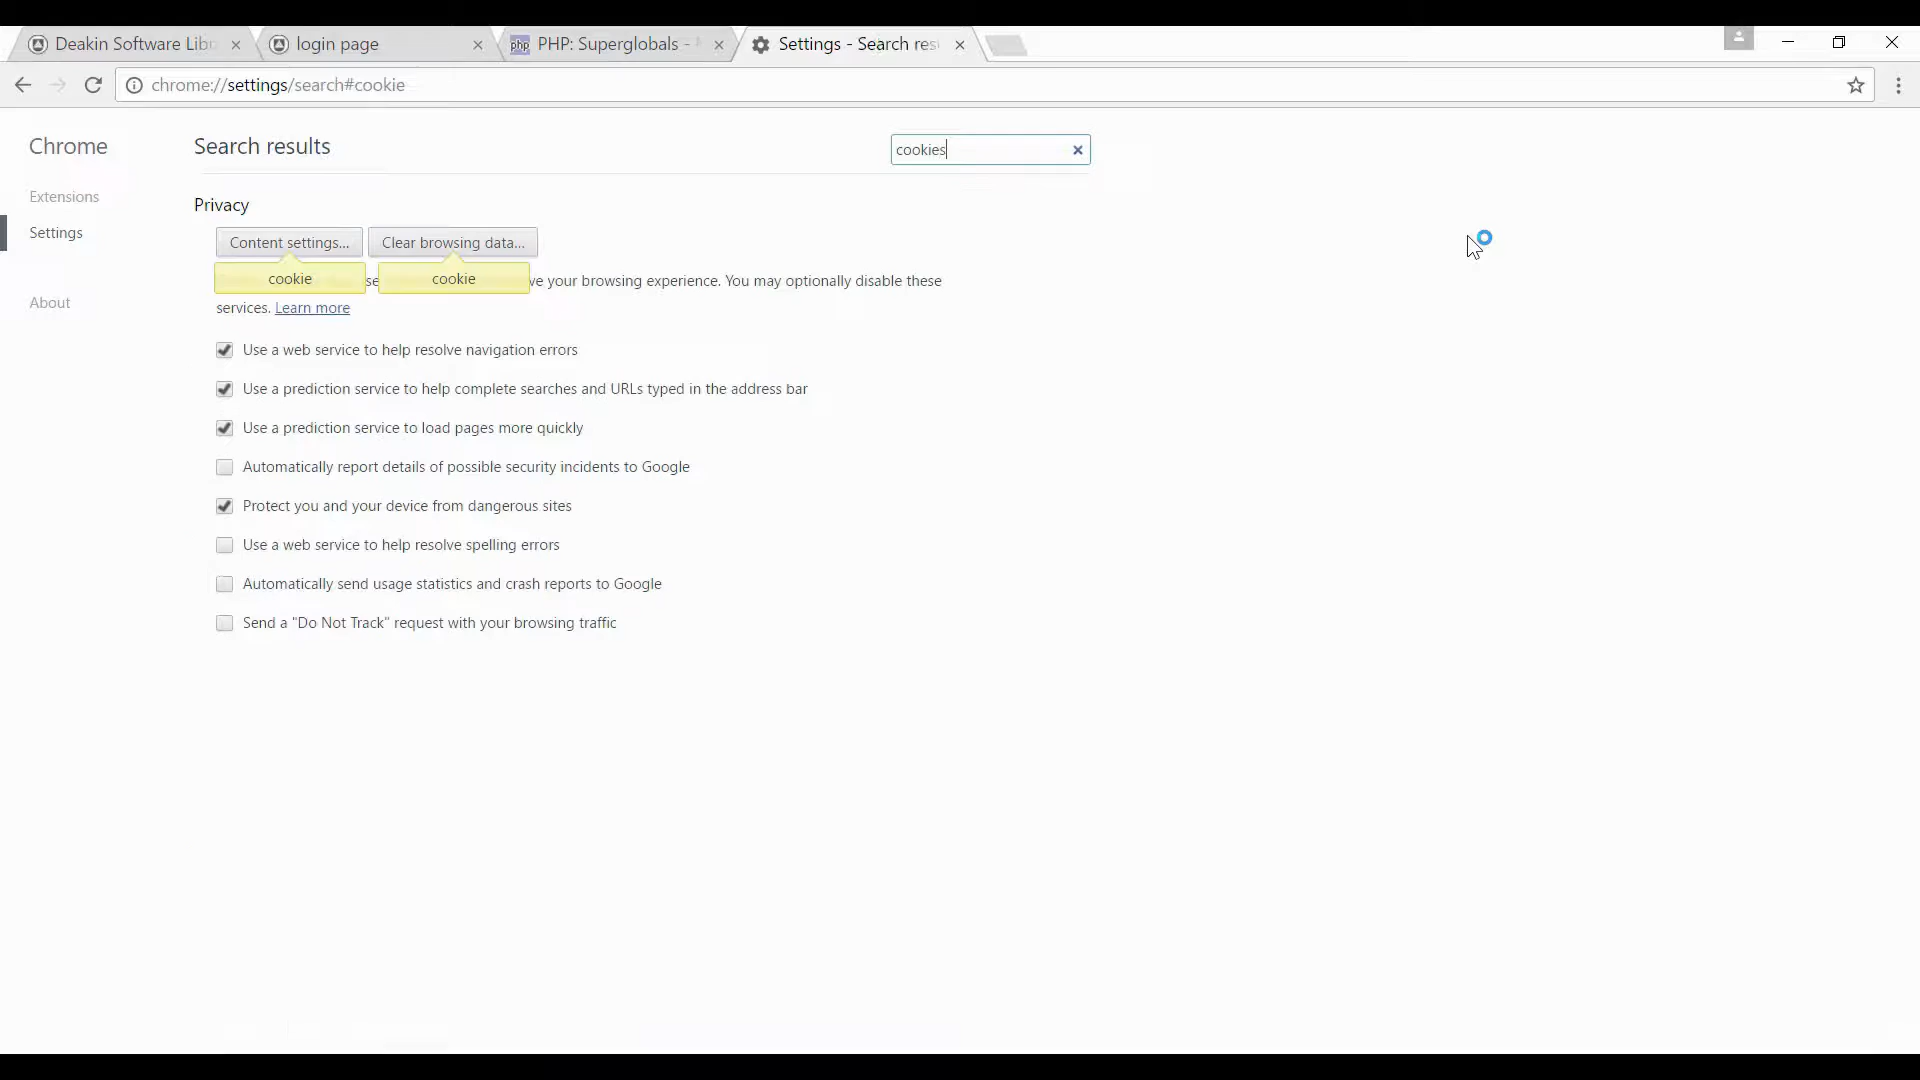 Deakin Software Lib
login page
php PHP: Superglobals -
Settings - Search res
chrome://settings/search#cookie
Chrome
Search results
cookies
Extensions
Privacy
Settings
Content settings... Clear browsing data...
cookie cookie
se ve your browsing experience. You may optionally disable these
services. Learn more
About
Use a web service to help resolve navigation errors
Use a prediction service to help complete searches and URLs typed in the address bar
Use a prediction service to load pages more quickly
Automatically report details of possible security incidents to Google
Protect you and your device from dangerous sites
Use a web service to help resolve spelling errors
Automatically send usage statistics and crash reports to Google
Send a "Do Not Track" request with your browsing traffic